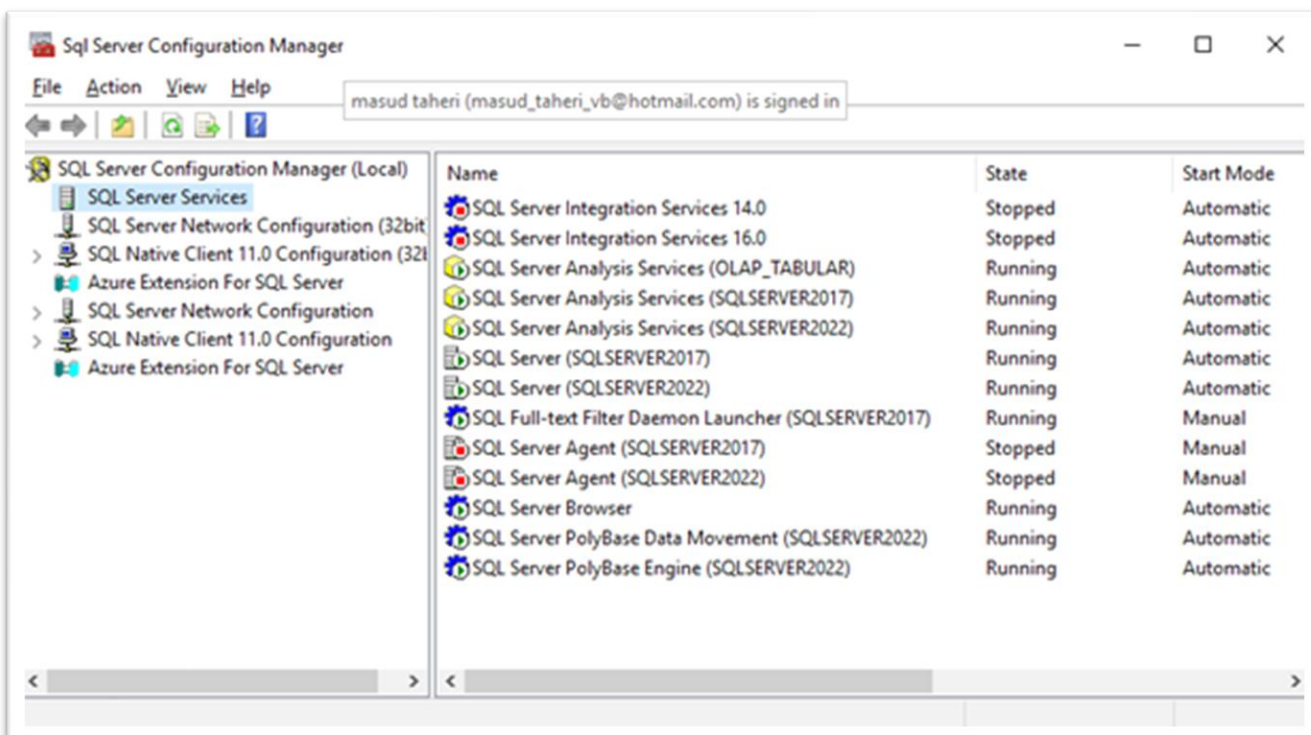 Sql Server Configuration Manager
File Action View Help
masud taheri (masud_taheri_vb@hotmail.com) is signed in
SQL Server Configuration Manager (Local)
SQL Server Services
SQL Server Network Configuration (32bit
SQL Native Client 11.0 Configuration (32b
Azure Extension For SQL Server
SQL Server Network Configuration
SQL Native Client 11.0 Configuration
Azure Extension For SQL Server
Name State Start Mode
SQL Server Integration Services 14.0 Stopped Automatic
SQL Server Integration Services 16.0 Stopped Automatic
SQL Server Analysis Services (OLAP_TABULAR) Running Automatic
SQL Server Analysis Services (SQLSERVER2017) Running Automatic
SQL Server Analysis Services (SQLSERVER2022) Running Automatic
SQL Server (SQLSERVER2017) Running Automatic
SQL Server (SQLSERVER2022) Running Automatic
SQL Full-text Filter Daemon Launcher (SQLSERVER2017) Running Manual
SQL Server Agent (SQLSERVER2017) Stopped Manual
SQL Server Agent (SQLSERVER2022) Stopped Manual
SQL Server Browser Running Automatic
SQL Server PolyBase Data Movement (SQLSERVER2022) Running Automatic
SQL Server PolyBase Engine (SQLSERVER2022) Running Automatic